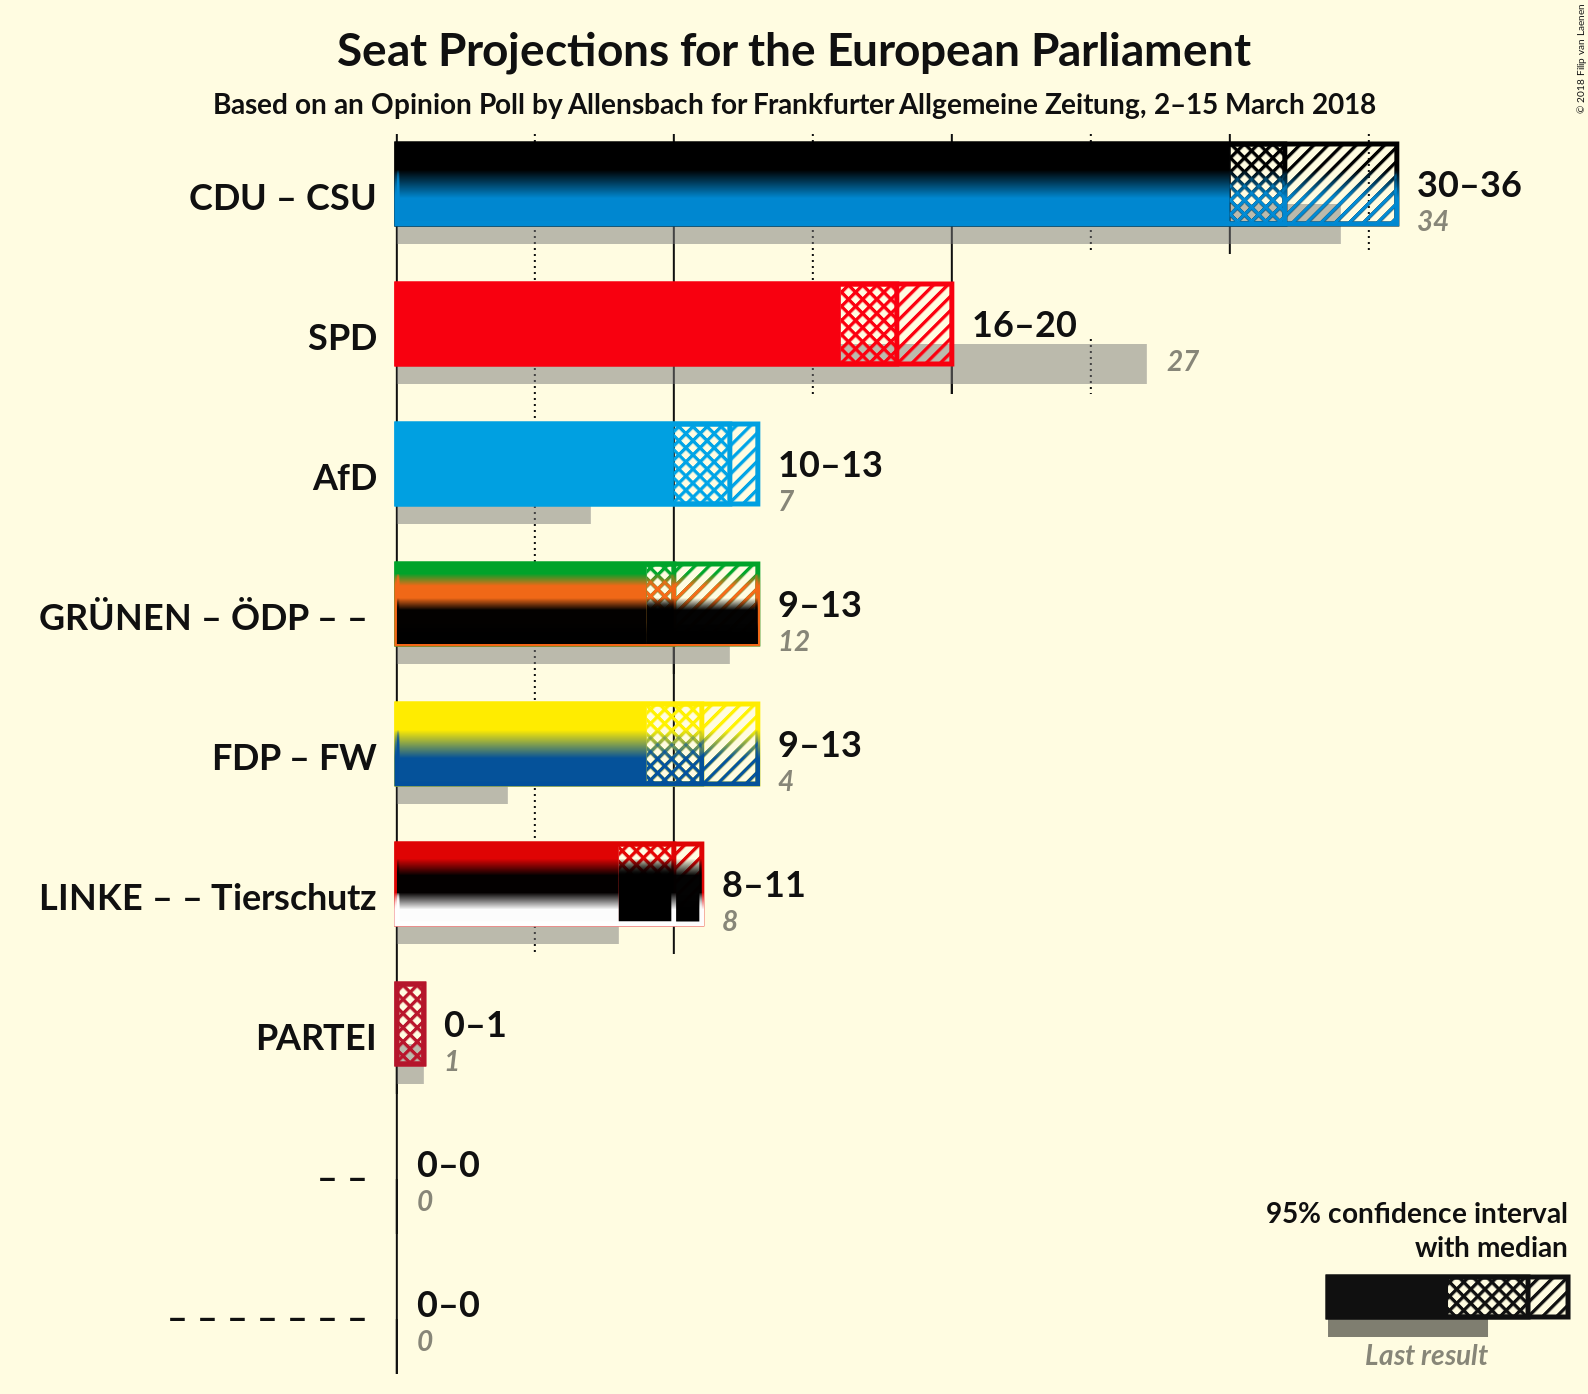 Seat Projections for the European Parliament
Based on an Opinion Poll by Allensbach for Frankfurter Allgemeine Zeitung, 2–15 March 2018
© 2018 Filip van Laenen
CDU – CSU
30–36
34
SPD
16–20
27
AfD
10–13
7
GRÜNEN – ÖDP – –
9–13
12
FDP – FW
9–13
4
LINKE – – Tierschutz
8–11
8
PARTEI
0–1
1
– –
0–0
0
– – – – – – –
0–0
0
95% confidence interval
with median
Last result